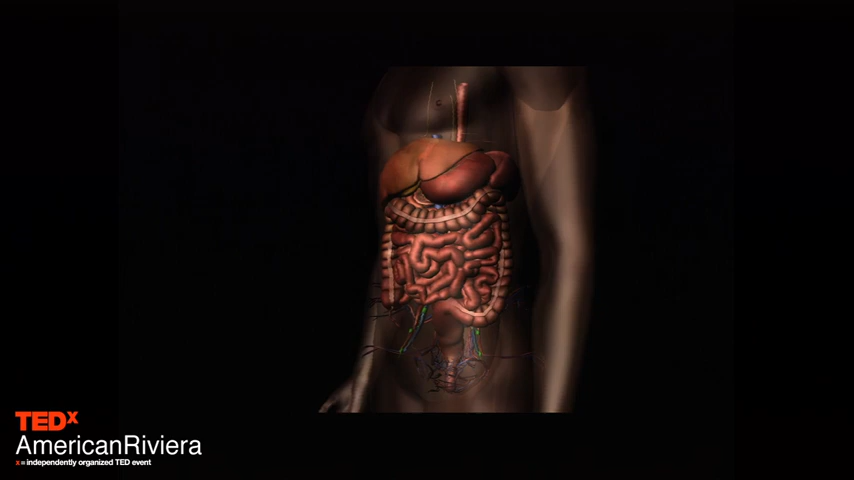 TEDx
AmericanRiviera
x = independently organized TED event